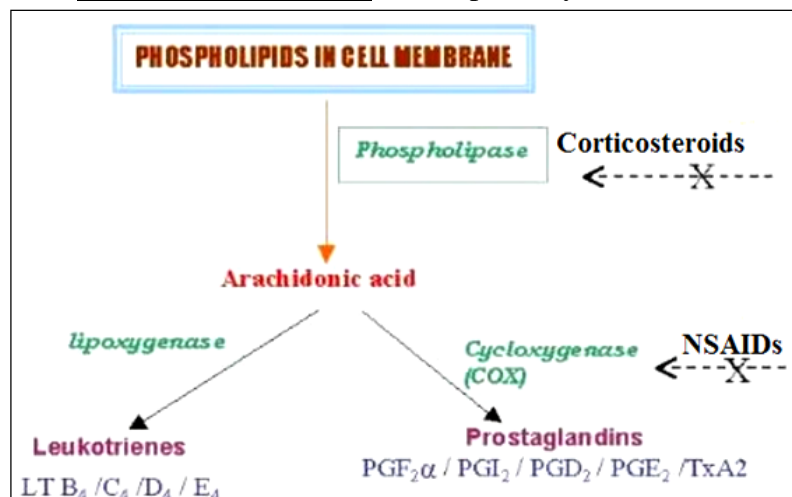 PHOSPHOLIPIDS IN CELL MEMBRANE
Phospholipase
Corticosteroids
X
Arachidonic acid
lipoxygenase
Cycloxygenase
(COX)
NSAIDs
X
Leukotrienes
LT B₄ /C₄ /D₄ / E₄
Prostaglandins
PGF₂α / PGI₂ / PGD₂ / PGE₂ /TxA2